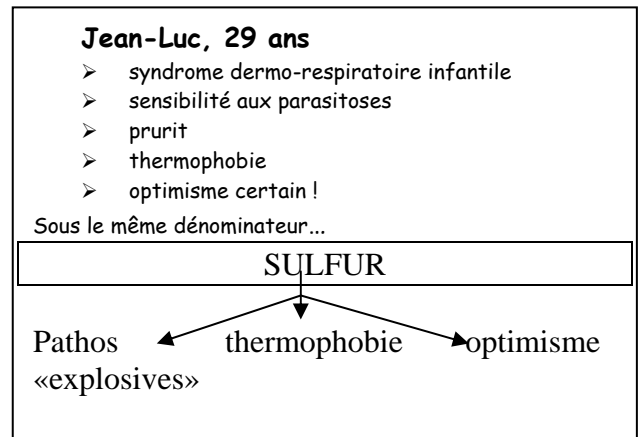 Jean-Luc, 29 ans
➢ syndrome dermo-respiratoire infantile
➢ sensibilité aux parasitoses
➢ prurit
➢ thermophobie
➢ optimisme certain !
Sous le même dénominateur...
SULFUR
Pathos thermophobie optimisme
«explosives»